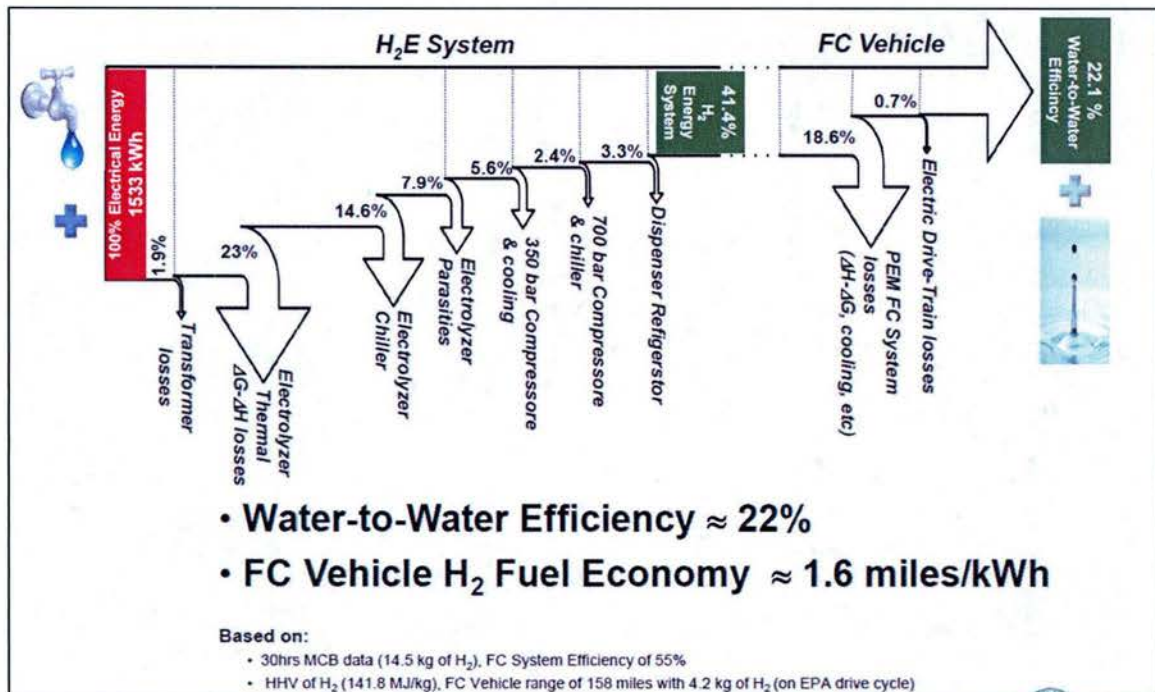 H2E System
FC Vehicle
100% Electrical Energy
1533 kWh
1.9%
Transformer
losses
23%
Electrolyzer
Thermal
ΔG-ΔH losses
14.6%
Electrolyzer
Chiller
7.9%
Electrolyzer
Parasities
5.6%
350 bar Compressore
& cooling
2.4%
700 bar Compressore
& chiller
3.3%
Dispenser Refigerstor
41.4%
H2
Energy
System
18.6%
PEM FC System
losses
(ΔH-ΔG, cooling, etc)
0.7%
Electric Drive-Train losses
22.1 %
Water-to-Water
Efficincy
• Water-to-Water Efficiency ≈ 22%
• FC Vehicle H2 Fuel Economy ≈ 1.6 miles/kWh
Based on:
• 30hrs MCB data (14.5 kg of H2), FC System Efficiency of 55%
• HHV of H2 (141.8 MJ/kg), FC Vehicle range of 158 miles with 4.2 kg of H2 (on EPA drive cycle)